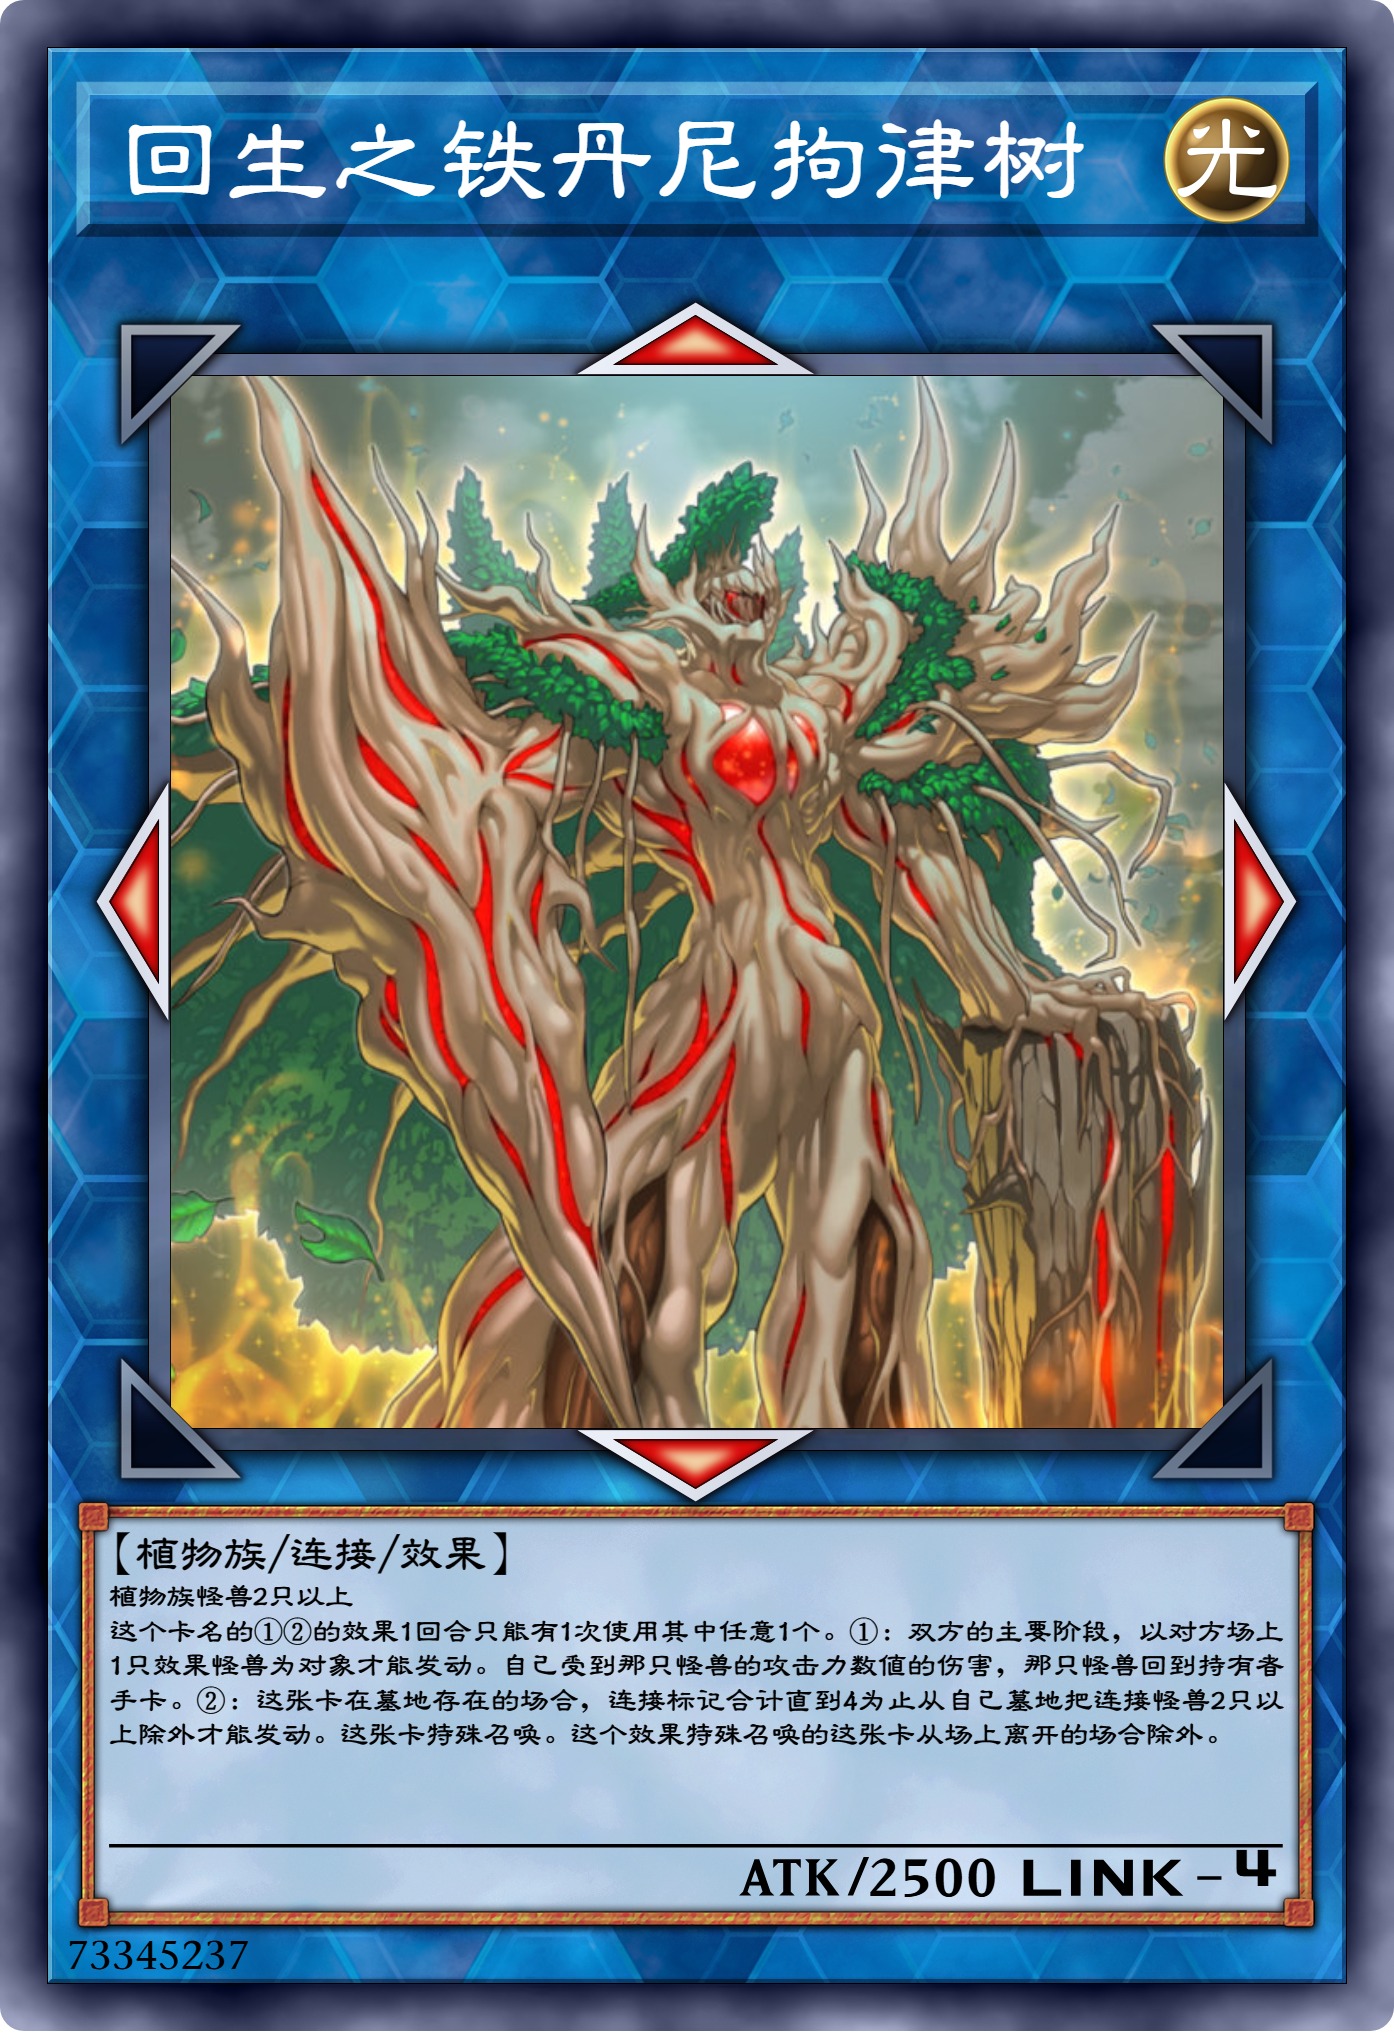 回生之铁丹尼拘律树
光
【植物族/连接/效果】
植物族怪兽2只以上
这个卡名的①②的效果1回合只能有1次使用其中任意1个。①：双方的主要阶段，以对方场上
1只效果怪兽为对象才能发动。自己受到那只怪兽的攻击力数值的伤害，那只怪兽回到持有者
手卡。②：这张卡在墓地存在的场合，连接标记合计直到4为止从自己墓地把连接怪兽2只以
上除外才能发动。这张卡特殊召唤。这个效果特殊召唤的这张卡从场上离开的场合除外。
ATK/2500 LINK-4
73345237